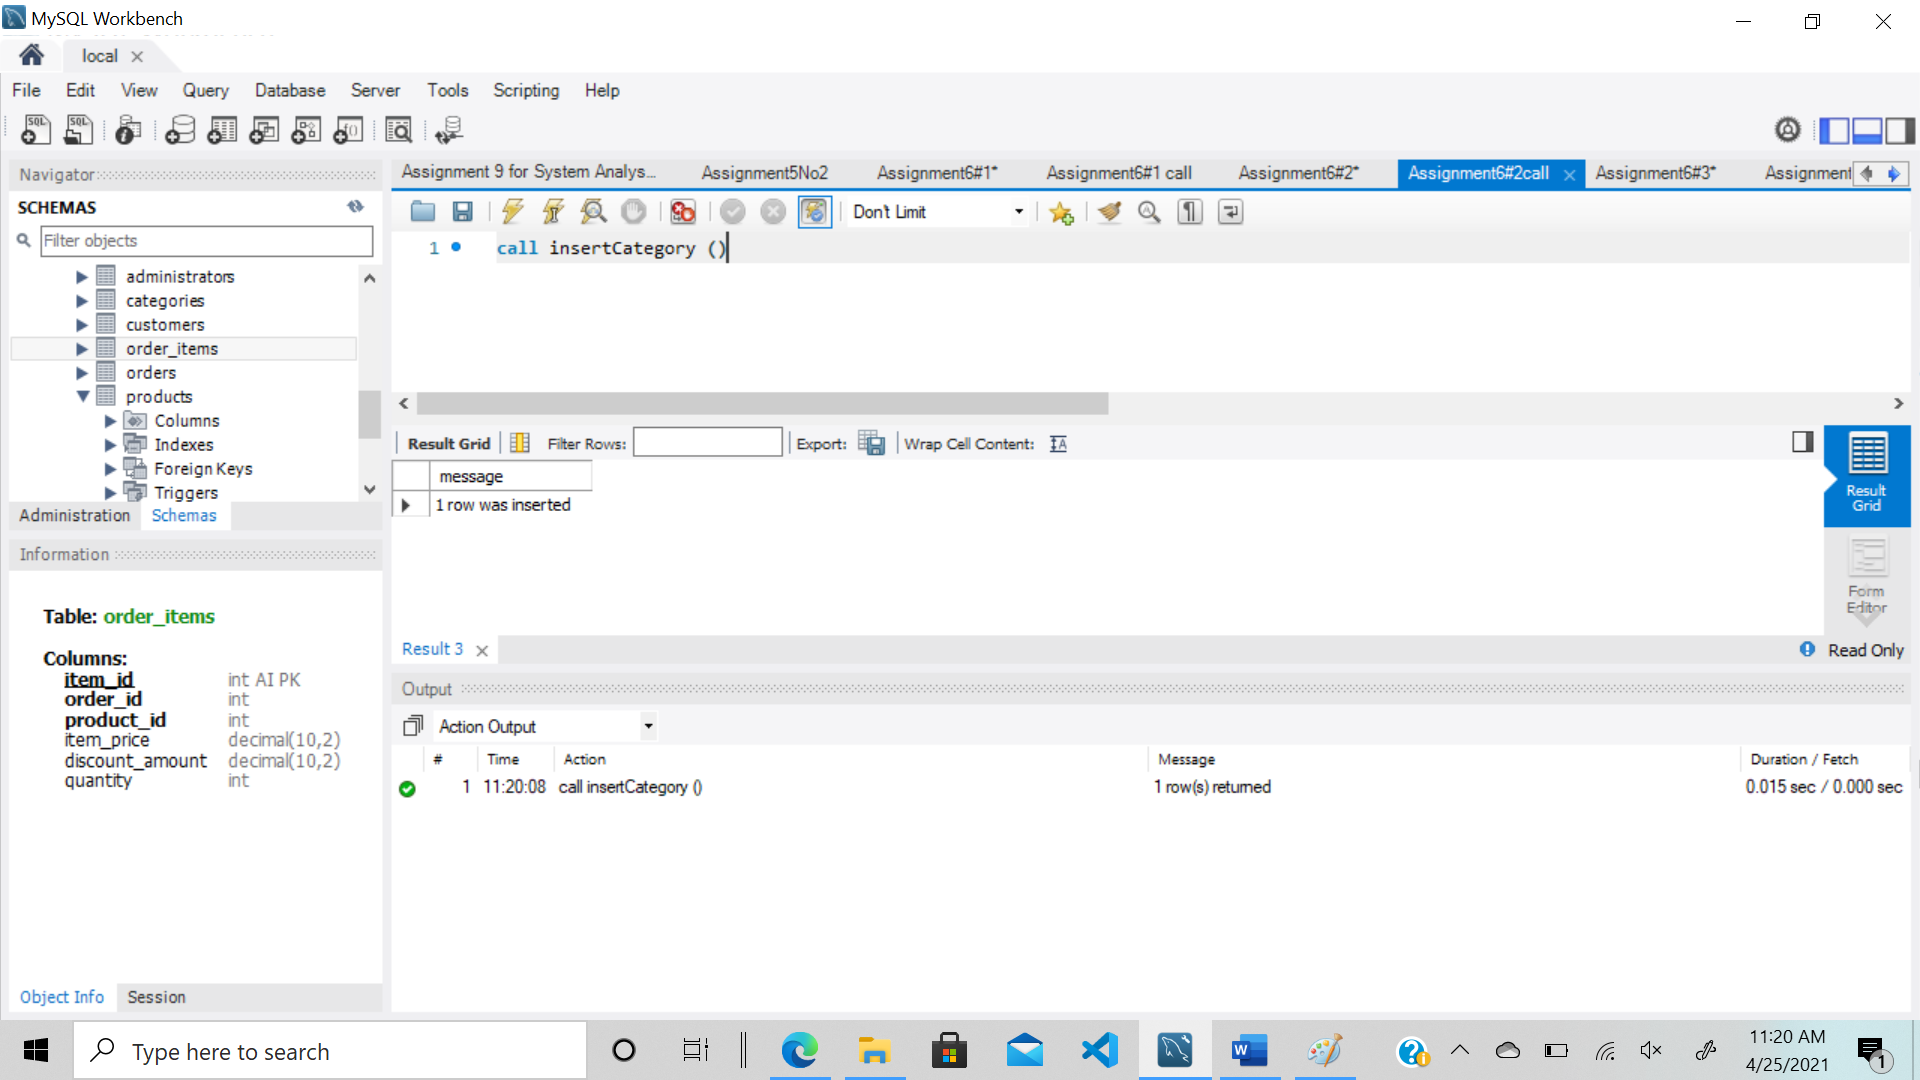 MySQL Workbench
local
File Edit View Query Database Server Tools Scripting Help
Navigator
SCHEMAS
Filter objects
administrators
categories
customers
order_items
orders
products
Columns
Indexes
Foreign Keys
Triggers
Administration Schemas
Information
Table: order_items
Columns:
item_id int AI PK
order_id int
product_id int
item_price decimal(10,2)
discount_amount decimal(10,2)
quantity int
Object Info Session
Assignment 9 for System Analys... Assignment5No2 Assignment6#1* Assignment6#1 call Assignment6#2* Assignment6#2call Assignment6#3* Assignment
Don't Limit
1 call insertCategory ()
Result Grid Filter Rows: Export: Wrap Cell Content:
message
1 row was inserted
Result Grid
Form Editor
Result 3 Read Only
Output
Action Output
# Time Action Message Duration / Fetch
1 11:20:08 call insertCategory () 1 row(s) returned 0.015 sec / 0.000 sec
Type here to search
11:20 AM
4/25/2021
1